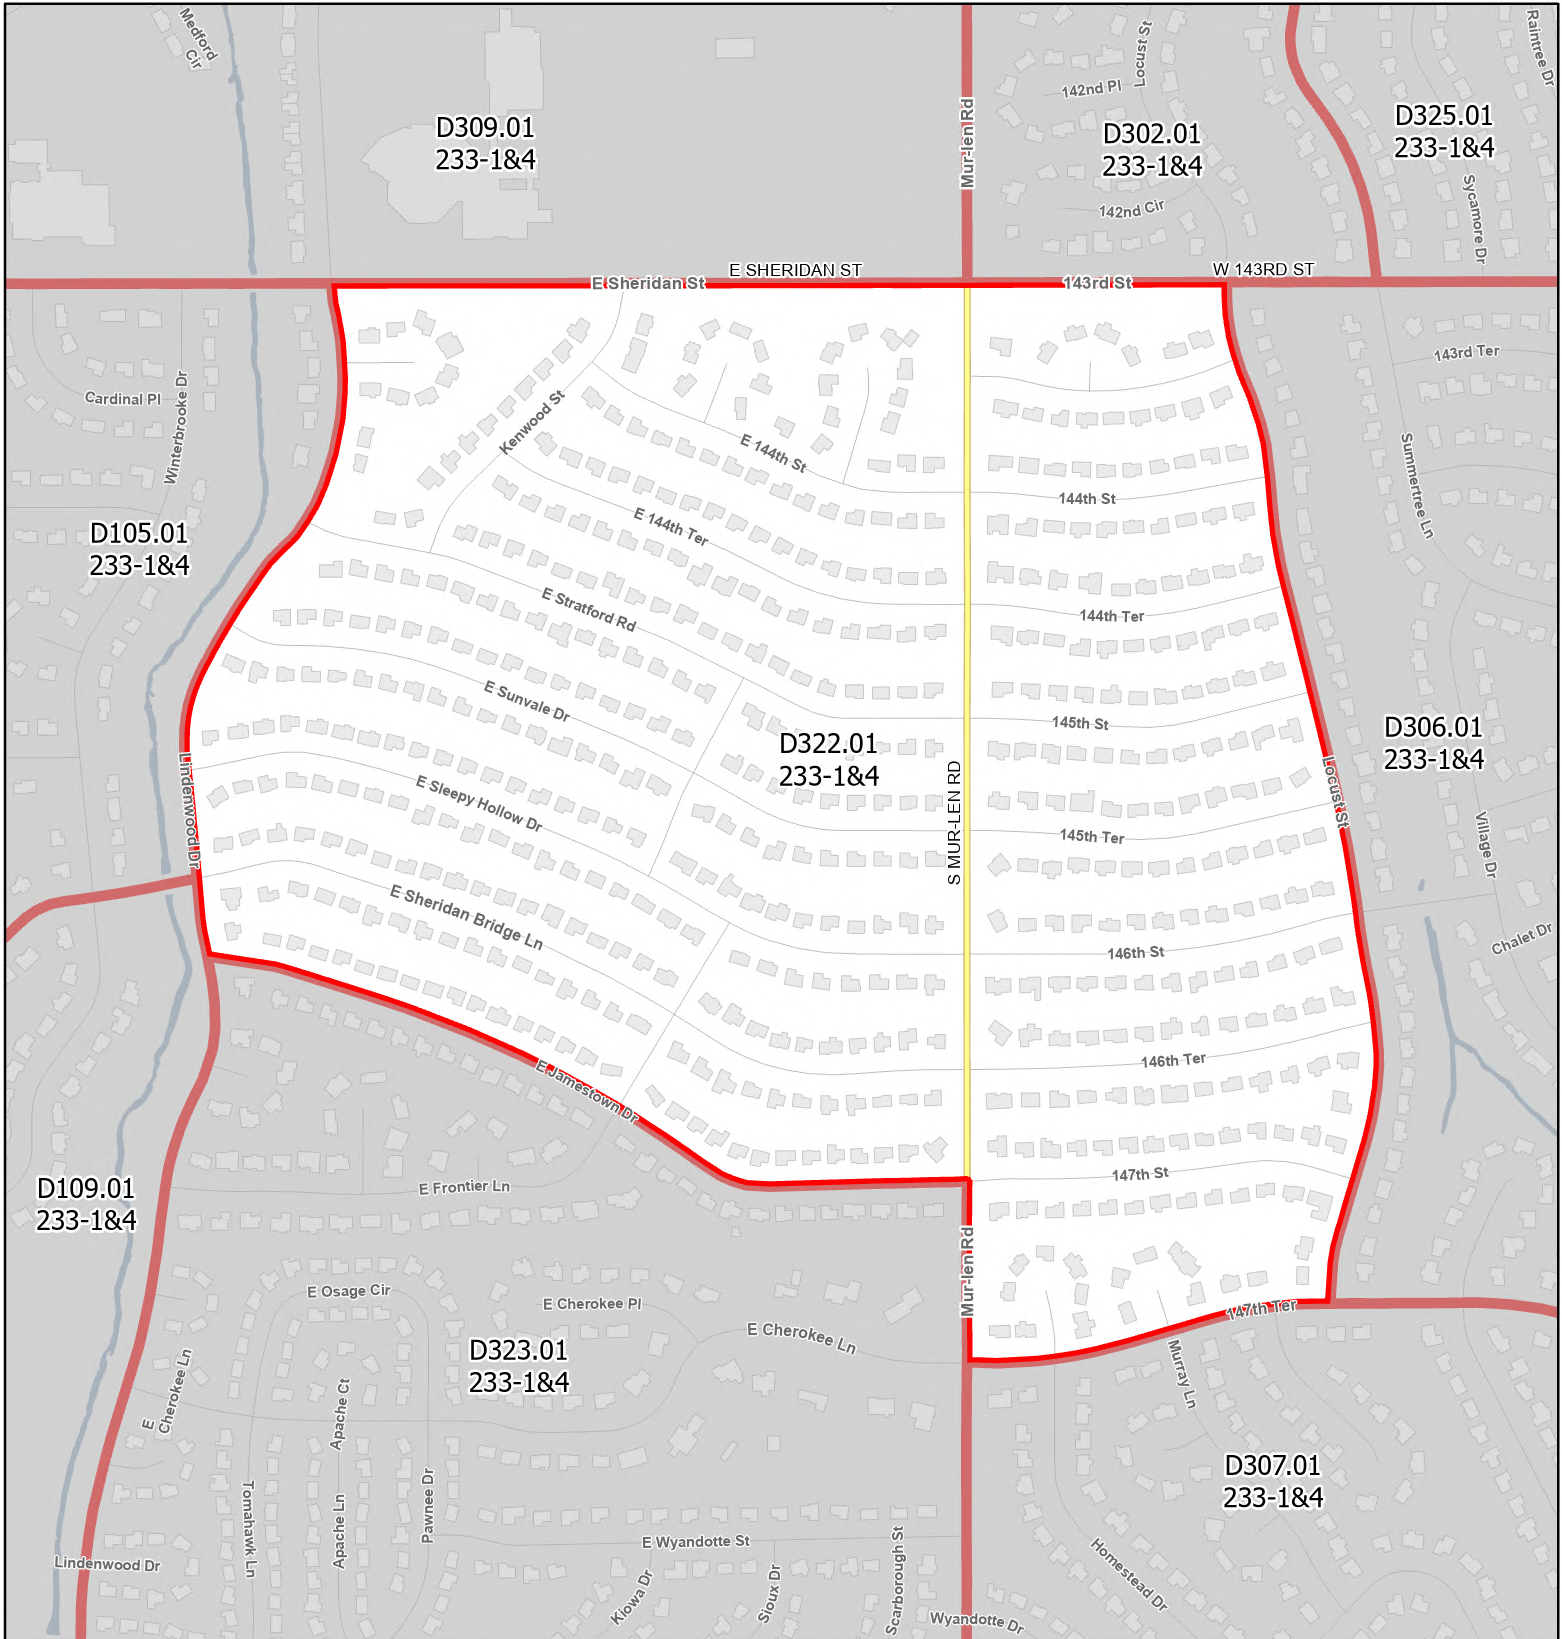 Medford
Cir
D309.01
233-1&4
Mur-len Rd
142nd Pl
Locust St
D302.01
233-1&4
142nd Cir
D325.01
233-1&4
Raintree Dr
Sycamore Dr
E SHERIDAN ST
W 143RD ST
E Sheridan St
143rd St
Cardinal Pl
Winterbrooke Dr
143rd Ter
Kenwood St
E 144th St
144th St
Summertree Ln
D105.01
233-1&4
E 144th Ter
E Stratford Rd
144th Ter
E Sunvale Dr
145th St
D322.01
233-1&4
D306.01
233-1&4
Lindenwood Dr
E Sleepy Hollow Dr
S MUR-LEN RD
145th Ter
Locust St
Village Dr
E Sheridan Bridge Ln
146th St
Chalet Dr
E Jamestown Dr
146th Ter
D109.01
233-1&4
E Frontier Ln
147th St
Mur-len Rd
147th Ter
E Osage Cir
E Cherokee Pl
E Cherokee Ln
D323.01
233-1&4
E
Cherokee Ln
Apache Ct
Murray Ln
D307.01
233-1&4
Tomahawk Ln
Apache Ln
Pawnee Dr
E Wyandotte St
Lindenwood Dr
Kiowa Dr
Sioux Dr
Scarborough St
Homestead Dr
Wyandotte Dr